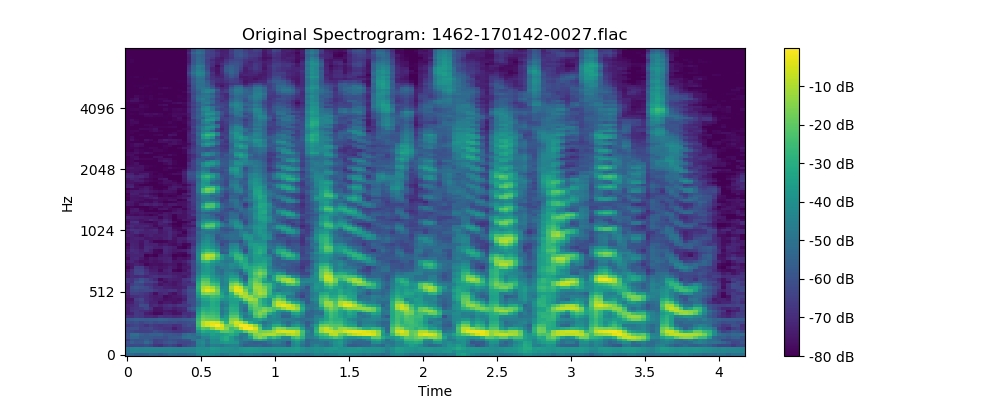 Original Spectrogram: 1462-170142-0027.flac
Hz
4096
2048
1024
512
0
0 0.5 1 1.5 2 2.5 3 3.5 4
Time
-10 dB
-20 dB
-30 dB
-40 dB
-50 dB
-60 dB
-70 dB
-80 dB